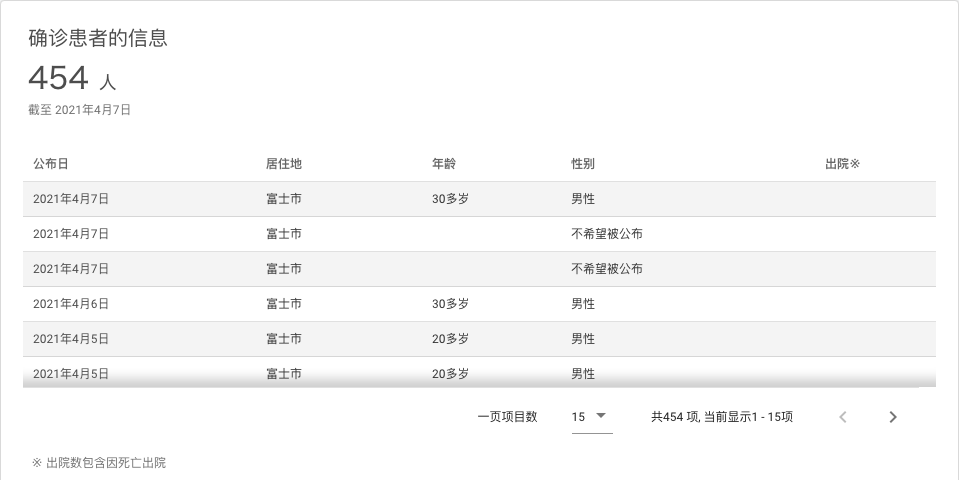 确诊患者的信息
454 人
截至 2021年4月7日
公布日 居住地 年龄 性别 出院※
2021年4月7日 富士市 30多岁 男性
2021年4月7日 富士市 不希望被公布
2021年4月7日 富士市 不希望被公布
2021年4月6日 富士市 30多岁 男性
2021年4月5日 富士市 20多岁 男性
2021年4月5日 富士市 20多岁 男性
一页项目数 15 共454 项, 当前显示1 - 15项
※ 出院数包含因死亡出院